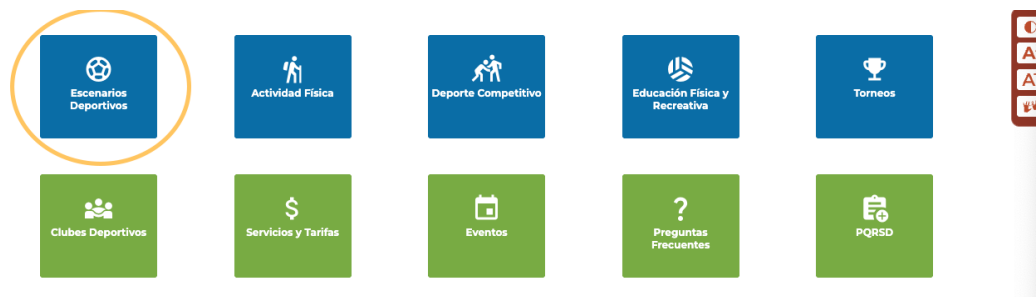 Escenarios
Deportivos
Actividad Física
Deporte Competitivo
Educación Física y
Recreativa
Torneos
Clubes Deportivos
$
Servicios y Tarifas
Eventos
?
Preguntas
Frecuentes
PQRSD